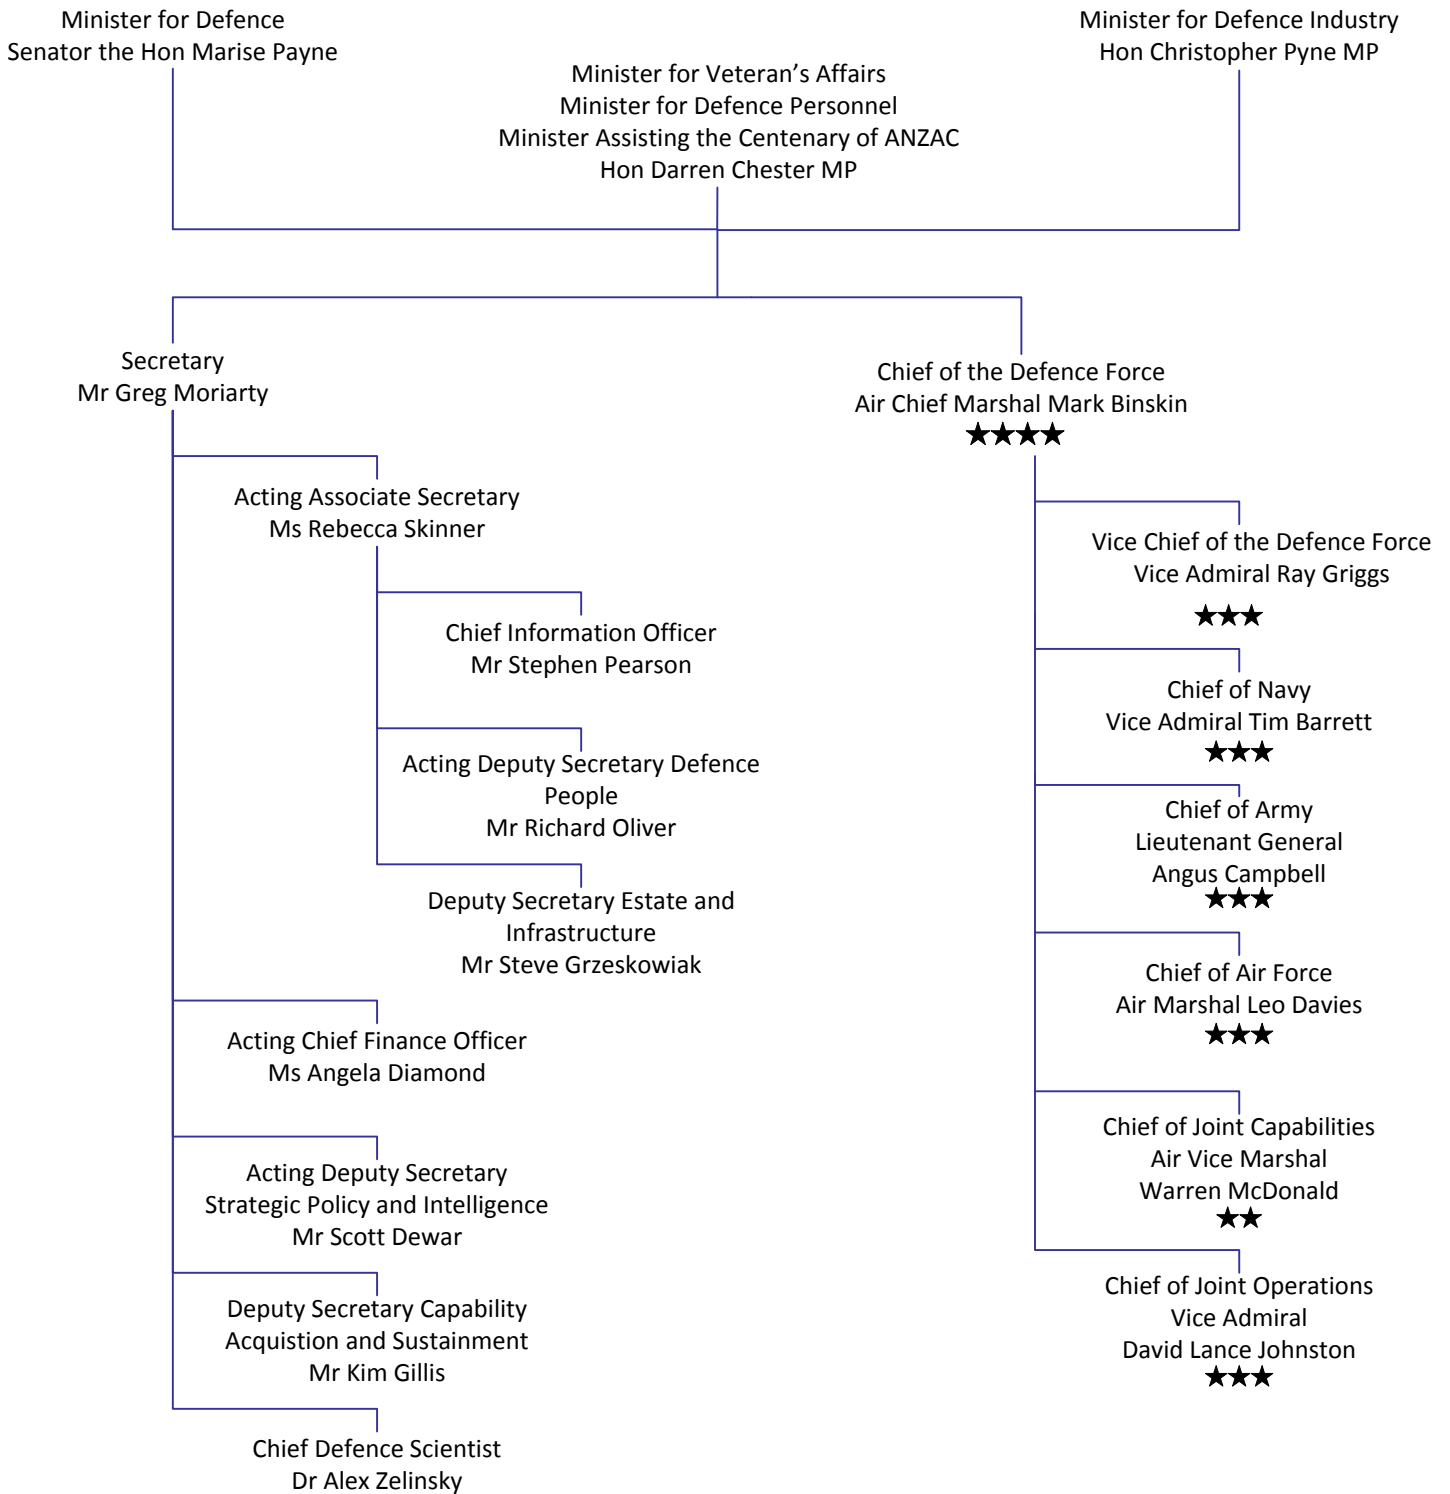 Minister for Defence
Senator the Hon Marise Payne
Minister for Defence Industry
Hon Christopher Pyne MP
Minister for Veteran’s Affairs
Minister for Defence Personnel
Minister Assisting the Centenary of ANZAC
Hon Darren Chester MP
Secretary
Mr Greg Moriarty
Acting Associate Secretary
Ms Rebecca Skinner
Chief Information Officer
Mr Stephen Pearson
Acting Deputy Secretary Defence
People
Mr Richard Oliver
Deputy Secretary Estate and
Infrastructure
Mr Steve Grzeskowiak
Acting Chief Finance Officer
Ms Angela Diamond
Acting Deputy Secretary
Strategic Policy and Intelligence
Mr Scott Dewar
Deputy Secretary Capability
Acquistion and Sustainment
Mr Kim Gillis
Chief Defence Scientist
Dr Alex Zelinsky
Chief of the Defence Force
Air Chief Marshal Mark Binskin
★★★★
Vice Chief of the Defence Force
Vice Admiral Ray Griggs
★★★
Chief of Navy
Vice Admiral Tim Barrett
★★★
Chief of Army
Lieutenant General
Angus Campbell
★★★
Chief of Air Force
Air Marshal Leo Davies
★★★
Chief of Joint Capabilities
Air Vice Marshal
Warren McDonald
★★
Chief of Joint Operations
Vice Admiral
David Lance Johnston
★★★